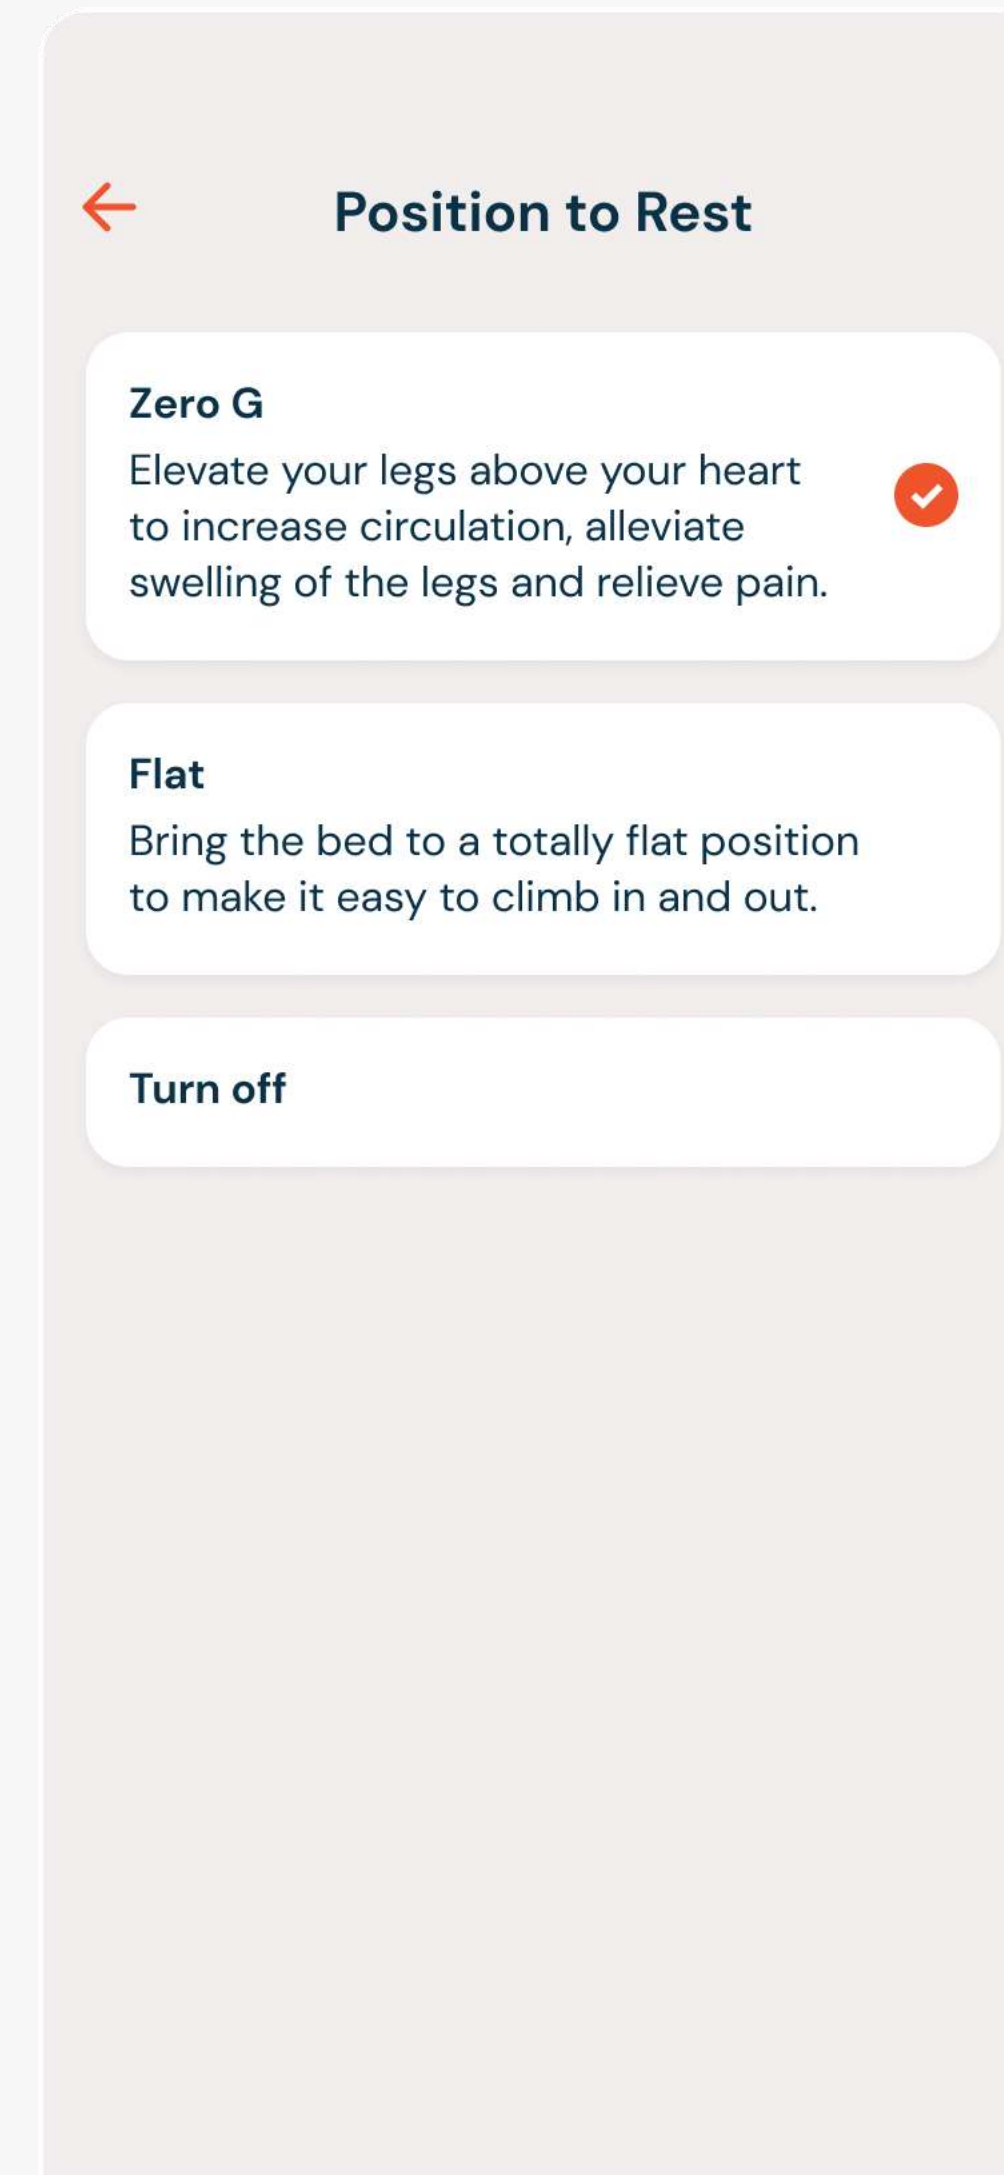 Position to Rest
Zero G
Elevate your legs above your heart
to increase circulation, alleviate
swelling of the legs and relieve pain.
Flat
Bring the bed to a totally flat position
to make it easy to climb in and out.
Turn off